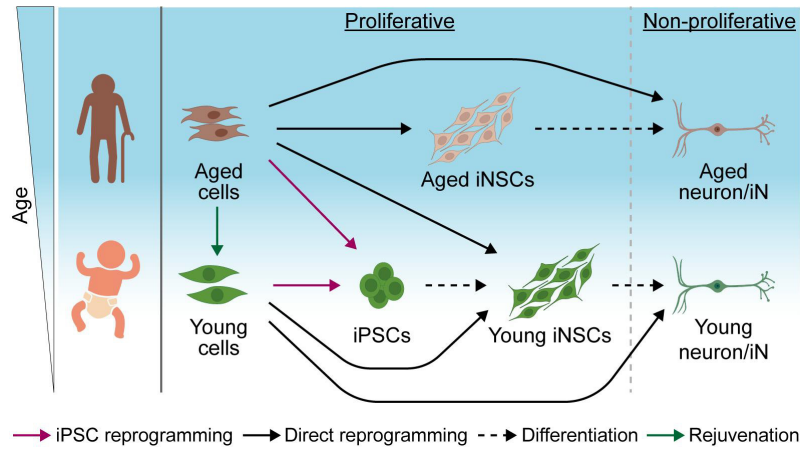 Proliferative
Non-proliferative
Age
Aged
cells
Aged iNSCs
Aged
neuron/iN
Young
cells
iPSCs
Young iNSCs
Young
neuron/iN
iPSC reprogramming
Direct reprogramming
Differentiation
Rejuvenation